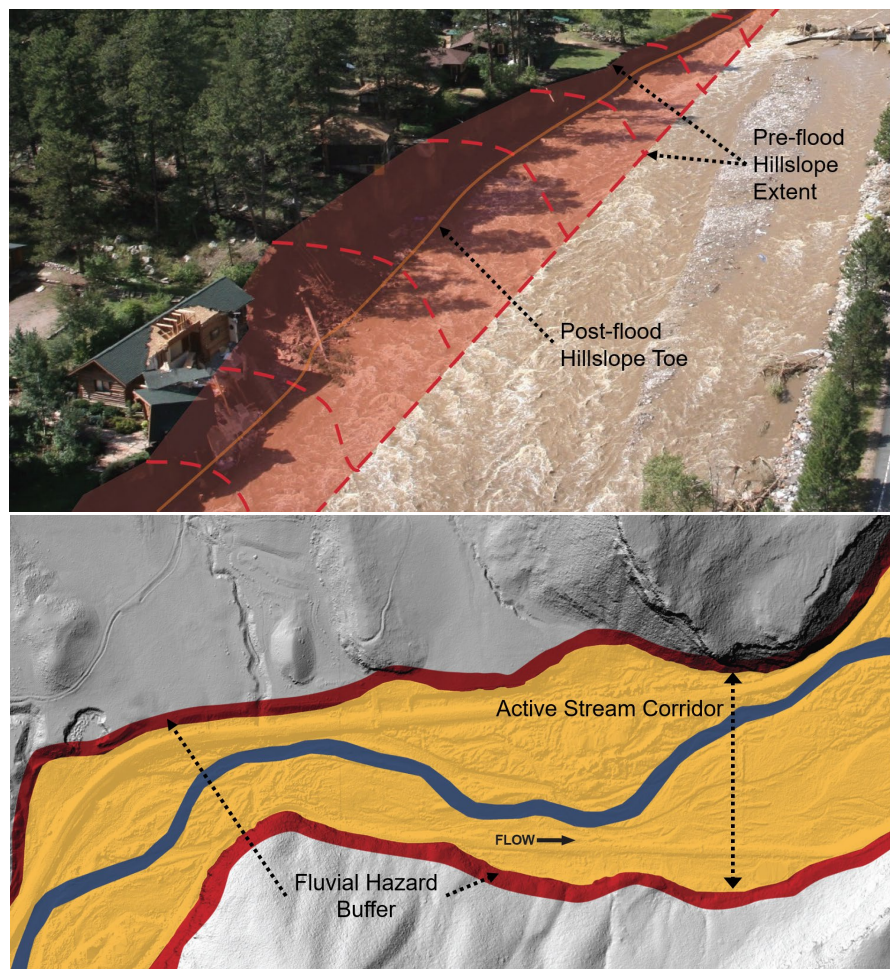 Pre-flood
Hillslope
Extent
Post-flood
Hillslope Toe
Active Stream Corridor
FLOW
Fluvial Hazard
Buffer